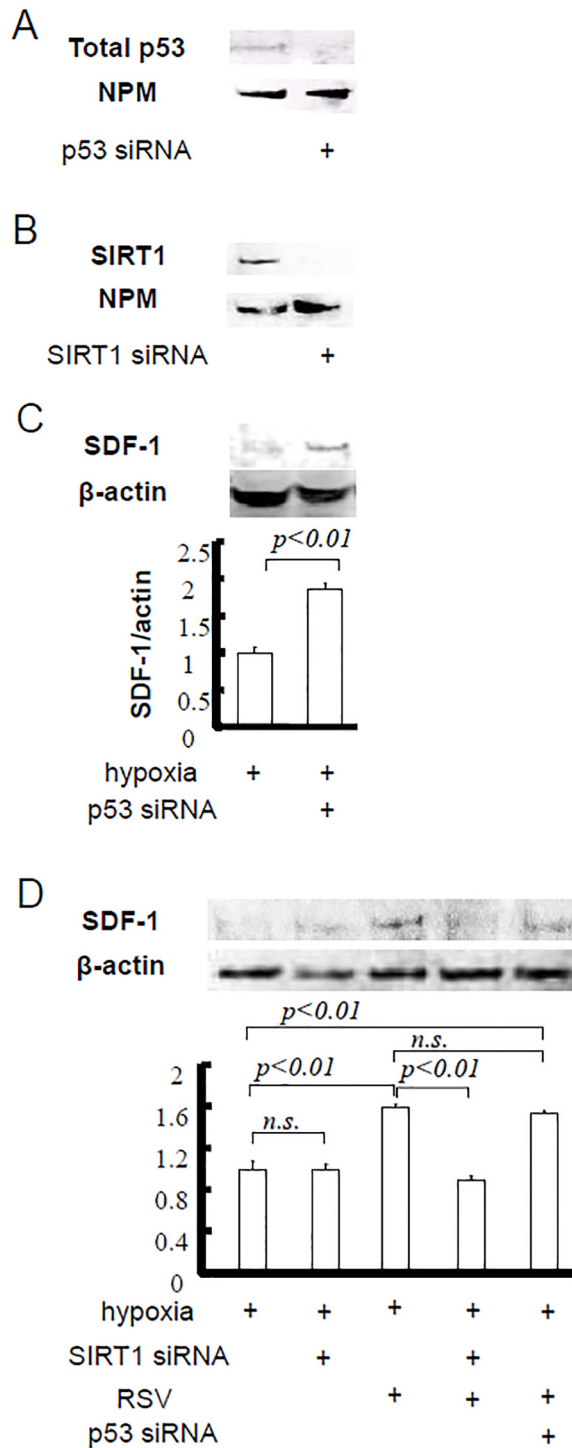 A
Total p53
NPM
p53 siRNA +
B
SIRT1
NPM
SIRT1 siRNA +
C
SDF-1
β-actin
2.5
2
1.5
1
0.5
0
SDF-1/actin
p<0.01
hypoxia + +
p53 siRNA +
D
SDF-1
β-actin
p<0.01
n.s.
p<0.01 p<0.01
n.s.
2
1.6
1.2
0.8
0.4
0
hypoxia + + + + +
SIRT1 siRNA + +
RSV + + +
p53 siRNA +